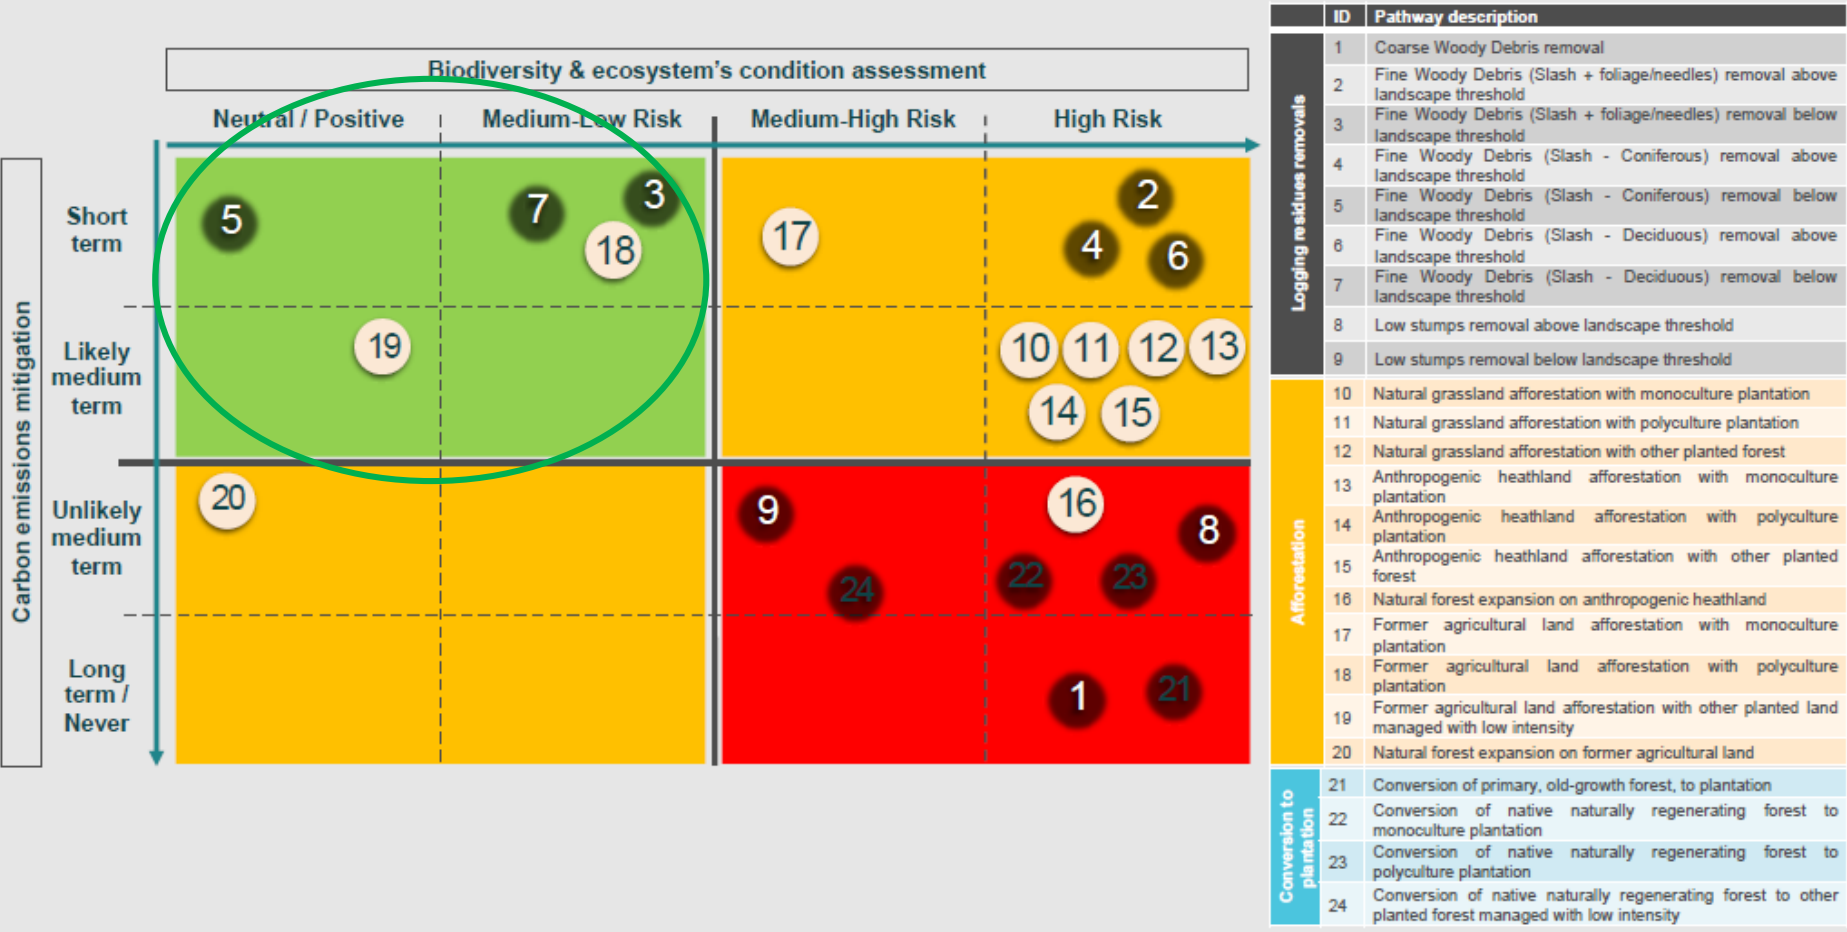 Biodiversity & ecosystem's condition assessment
Neutral / Positive
Medium-Low Risk
Medium-High Risk
High Risk
Carbon emissions mitigation
Short
term
5
7
3
18
17
2
4
6
Likely
medium
term
19
10
11
12
13
14
15
Unlikely
medium
term
20
9
24
16
8
22
23
Long
term /
Never
1
21
ID Pathway description
Logging residues removals
1 Coarse Woody Debris removal
2 Fine Woody Debris (Slash + foliage/needles) removal above
landscape threshold
3 Fine Woody Debris (Slash + foliage/needles) removal below
landscape threshold
4 Fine Woody Debris (Slash - Coniferous) removal above
landscape threshold
5 Fine Woody Debris (Slash - Coniferous) removal below
landscape threshold
6 Fine Woody Debris (Slash - Deciduous) removal above
landscape threshold
7 Fine Woody Debris (Slash - Deciduous) removal below
landscape threshold
8 Low stumps removal above landscape threshold
9 Low stumps removal below landscape threshold
Afforestation
10 Natural grassland afforestation with monoculture plantation
11 Natural grassland afforestation with polyculture plantation
12 Natural grassland afforestation with other planted forest
13 Anthropogenic heathland afforestation with monoculture
plantation
14 Anthropogenic heathland afforestation with polyculture
plantation
15 Anthropogenic heathland afforestation with other planted
forest
16 Natural forest expansion on anthropogenic heathland
17 Former agricultural land afforestation with monoculture
plantation
18 Former agricultural land afforestation with polyculture
plantation
19 Former agricultural land afforestation with other planted land
managed with low intensity
20 Natural forest expansion on former agricultural land
Conversion to
plantation
21 Conversion of primary, old-growth forest, to plantation
22 Conversion of native naturally regenerating forest to
monoculture plantation
23 Conversion of native naturally regenerating forest to
polyculture plantation
24 Conversion of native naturally regenerating forest to other
planted forest managed with low intensity